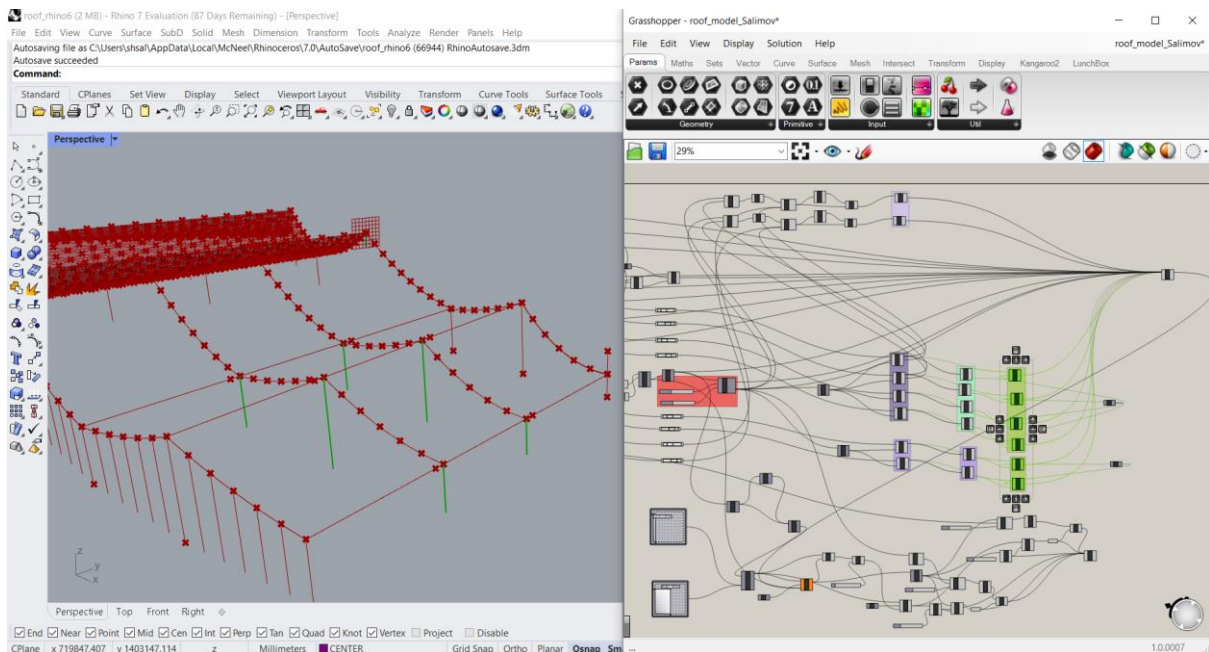 roof_rhino6 (2 MB) - Rhino 7 Evaluation (87 Days Remaining) - [Perspective]
File Edit View Curve Surface SubD Solid Mesh Dimension Transform Tools Analyze Render Panels Help
Autosaving file as C:\Users\shsal\AppData\Local\McNeel\Rhinoceros\7.0\AutoSave\roof_rhino6 (66944) RhinoAutosave.3dm
Autosave succeeded
Command:
Standard CPlanes Set View Display Select Viewport Layout Visibility Transform Curve Tools Surface Tools
Perspective
z
y
x
Perspective Top Front Right
End Near Point Mid Cen Int Perp Tan Quad Knot Vertex Project Disable
CPlane x 719847.407 y 1403147.114 z Millimeters CENTER Grid Snap Ortho Planar Osnap Sm
Grasshopper - roof_model_Salimov*
File Edit View Display Solution Help roof_model_Salimov*
Params Maths Sets Vector Curve Surface Mesh Intersect Transform Display Kangaroo2 LunchBox
Geometry Primitive Input Util
29%
... 1.0.0007